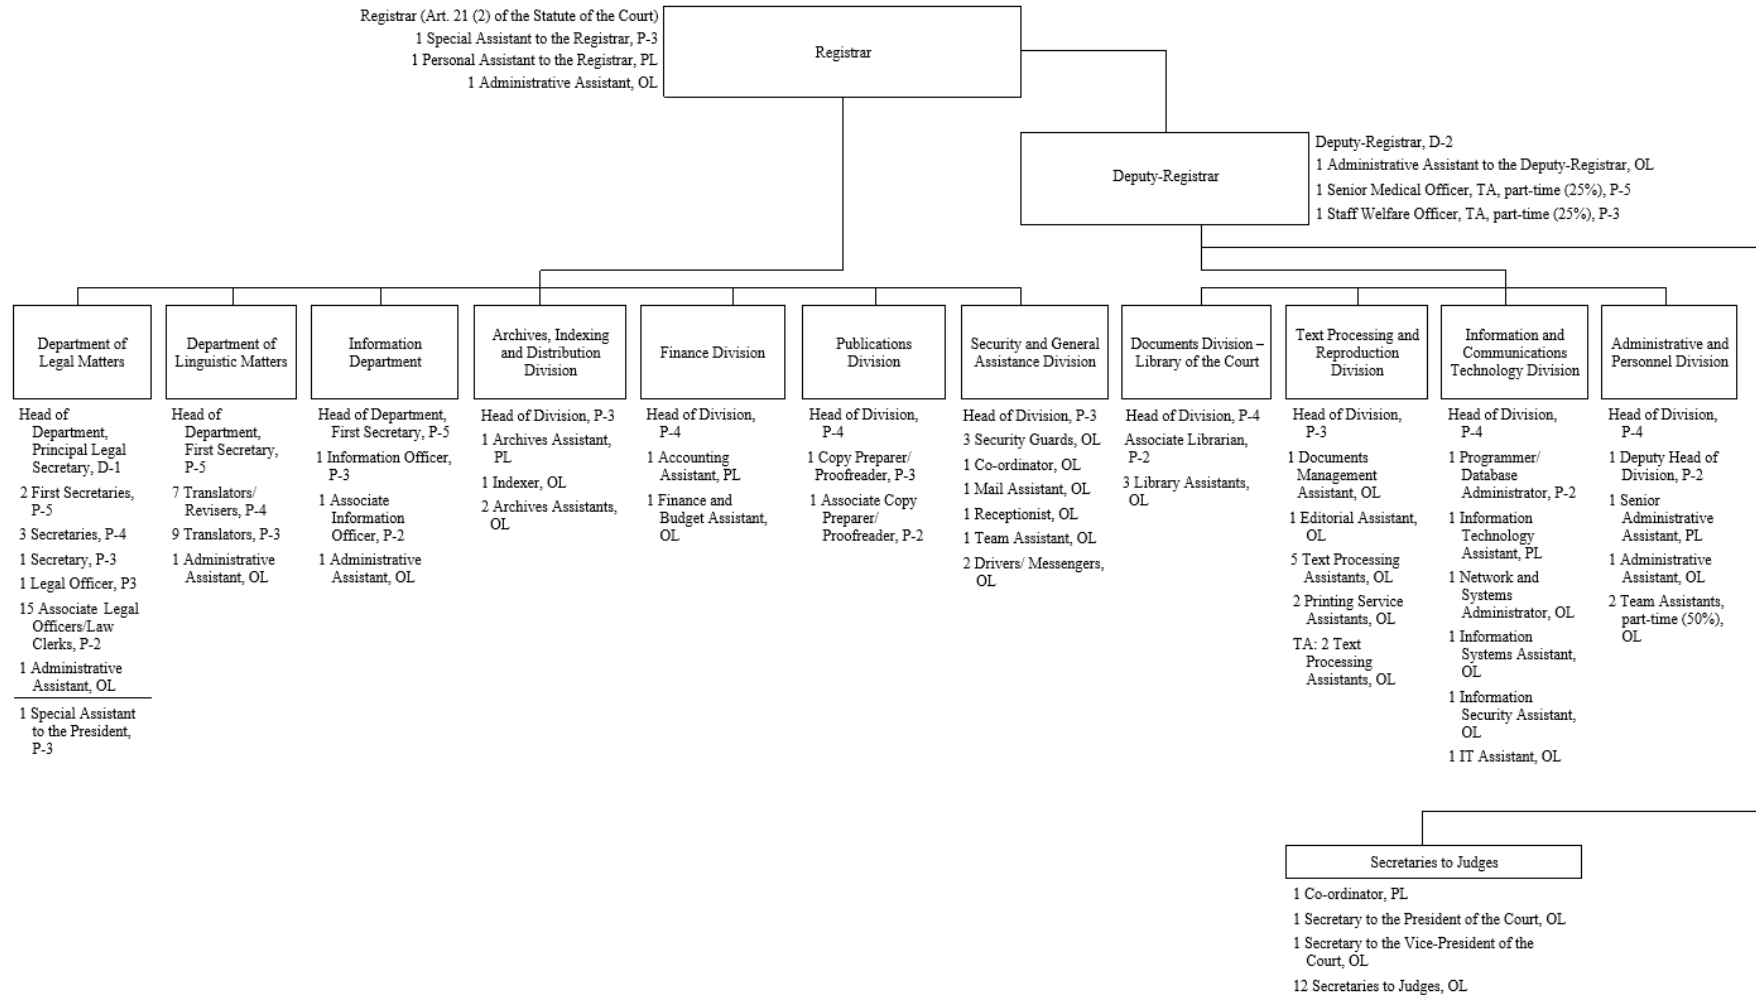 Registrar (Art. 21 (2) of the Statute of the Court)
1 Special Assistant to the Registrar, P-3
1 Personal Assistant to the Registrar, PL
1 Administrative Assistant, OL
Registrar
Deputy-Registrar
Deputy-Registrar, D-2
1 Administrative Assistant to the Deputy-Registrar, OL
1 Senior Medical Officer, TA, part-time (25%), P-5
1 Staff Welfare Officer, TA, part-time (25%), P-3
Department of
Legal Matters
Head of
Department,
Principal Legal
Secretary, D-1
2 First Secretaries,
P-5
3 Secretaries, P-4
1 Secretary, P-3
1 Legal Officer, P3
15 Associate Legal
Officers/Law
Clerks, P-2
1 Administrative
Assistant, OL
1 Special Assistant
to the President,
P-3
Department of
Linguistic Matters
Head of
Department,
First Secretary,
P-5
7 Translators/
Revisers, P-4
9 Translators, P-3
1 Administrative
Assistant, OL
Information
Department
Head of Department,
First Secretary, P-5
1 Information Officer,
P-3
1 Associate
Information
Officer, P-2
1 Administrative
Assistant, OL
Archives, Indexing
and Distribution
Division
Head of Division, P-3
1 Archives Assistant,
PL
1 Indexer, OL
2 Archives Assistants,
OL
Finance Division
Head of Division,
P-4
1 Accounting
Assistant, PL
1 Finance and
Budget Assistant,
OL
Publications
Division
Head of Division,
P-4
1 Copy Preparer/
Proofreader, P-3
1 Associate Copy
Preparer/
Proofreader, P-2
Security and General
Assistance Division
Head of Division, P-3
3 Security Guards, OL
1 Co-ordinator, OL
1 Mail Assistant, OL
1 Receptionist, OL
1 Team Assistant, OL
2 Drivers/ Messengers,
OL
Documents Division –
Library of the Court
Head of Division, P-4
Associate Librarian,
P-2
3 Library Assistants,
OL
Text Processing and
Reproduction
Division
Head of Division,
P-3
1 Documents
Management
Assistant, OL
1 Editorial Assistant,
OL
5 Text Processing
Assistants, OL
2 Printing Service
Assistants, OL
TA: 2 Text
Processing
Assistants, OL
Information and
Communications
Technology Division
Head of Division,
P-4
1 Programmer/
Database
Administrator, P-2
1 Information
Technology
Assistant, PL
1 Network and
Systems
Administrator, OL
1 Information
Systems Assistant,
OL
1 Information
Security Assistant,
OL
1 IT Assistant, OL
Administrative and
Personnel Division
Head of Division,
P-4
1 Deputy Head of
Division, P-2
1 Senior
Administrative
Assistant, PL
1 Administrative
Assistant, OL
2 Team Assistants,
part-time (50%),
OL
Secretaries to Judges
1 Co-ordinator, PL
1 Secretary to the President of the Court, OL
1 Secretary to the Vice-President of the
Court, OL
12 Secretaries to Judges, OL